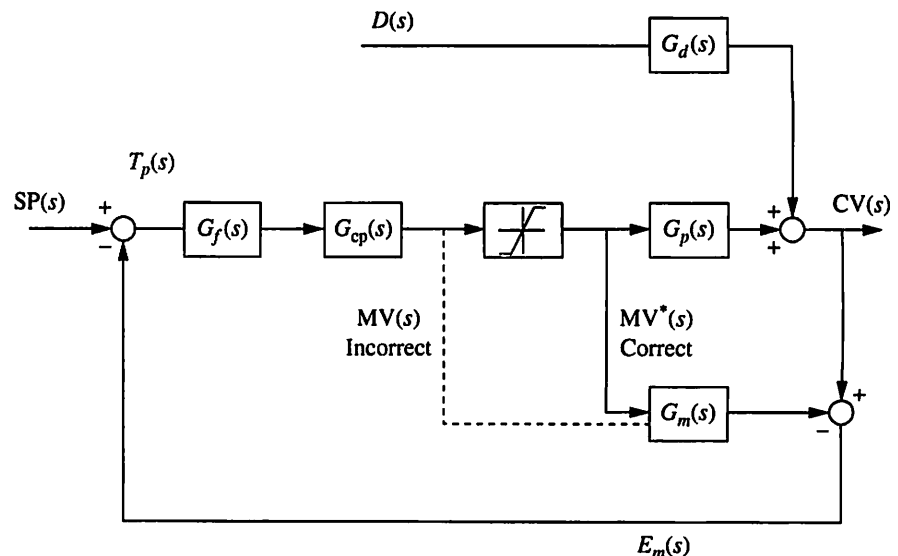 D(s)
G_d(s)
T_p(s)
SP(s)
+
−
G_f(s)
G_cp(s)
G_p(s)
+
+
CV(s)
MV(s)
Incorrect
MV*(s)
Correct
G_m(s)
+
−
E_m(s)